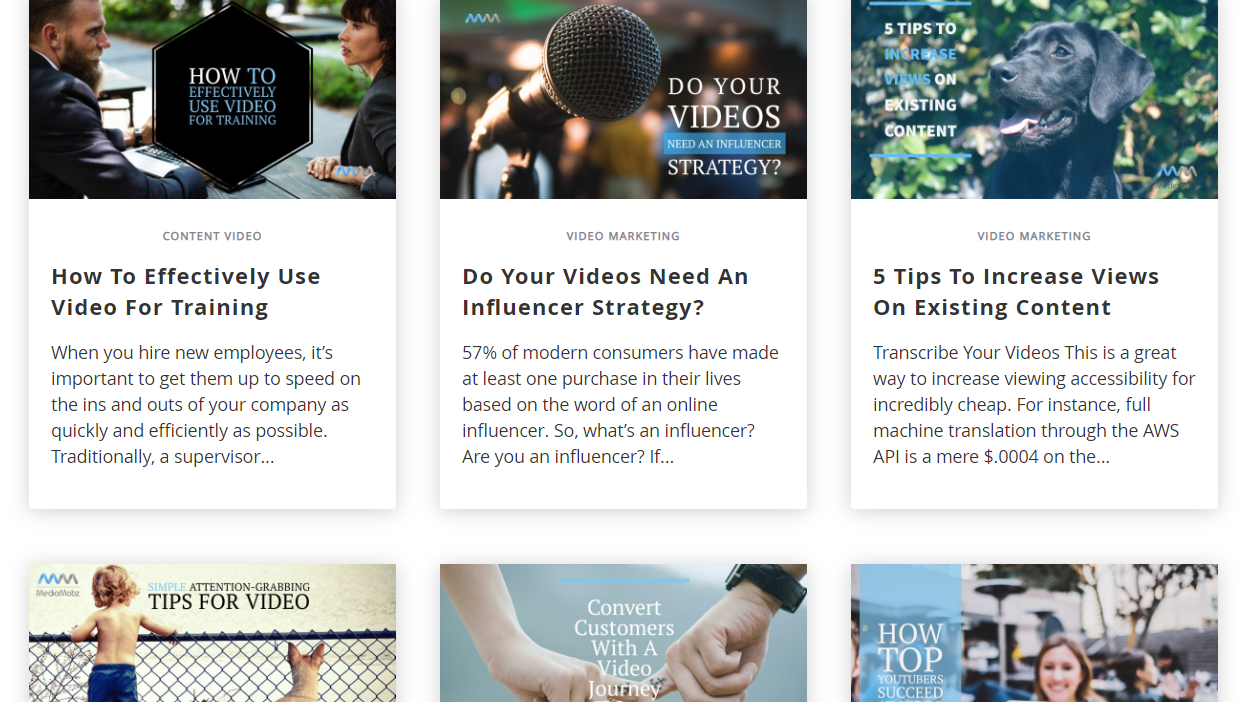 HOW TO
EFFECTIVELY
USE VIDEO
FOR TRAINING
CONTENT VIDEO
How To Effectively Use
Video For Training
When you hire new employees, it’s
important to get them up to speed on
the ins and outs of your company as
quickly and efficiently as possible.
Traditionally, a supervisor...
DO YOUR
VIDEOS
NEED AN INFLUENCER
STRATEGY?
VIDEO MARKETING
Do Your Videos Need An
Influencer Strategy?
57% of modern consumers have made
at least one purchase in their lives
based on the word of an online
influencer. So, what’s an influencer?
Are you an influencer? If...
5 TIPS TO
INCREASE
VIEWS ON
EXISTING
CONTENT
VIDEO MARKETING
5 Tips To Increase Views
On Existing Content
Transcribe Your Videos This is a great
way to increase viewing accessibility for
incredibly cheap. For instance, full
machine translation through the AWS
API is a mere $.0004 on the...
MediaMobz
SIMPLE ATTENTION-GRABBING
TIPS FOR VIDEO
Convert
Customers
With A
Video
Journey
HOW
TOP
YOUTUBERS
SUCCEED